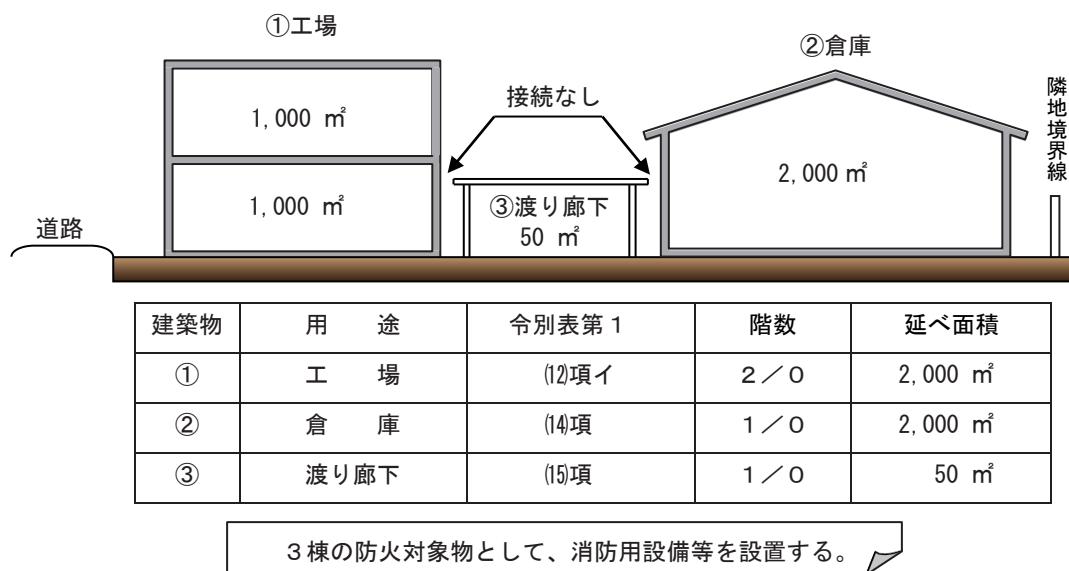 ①工場
②倉庫
接続なし
隣地境界線
1,000 ㎡
1,000 ㎡
③渡り廊下
50 ㎡
2,000 ㎡
道路
建築物 用途 令別表第1 階数 延べ面積
① 工場 ⑿項イ 2/0 2,000 ㎡
② 倉庫 ⒁項 1/0 2,000 ㎡
③ 渡り廊下 ⒂項 1/0 50 ㎡
3棟の防火対象物として、消防用設備等を設置する。